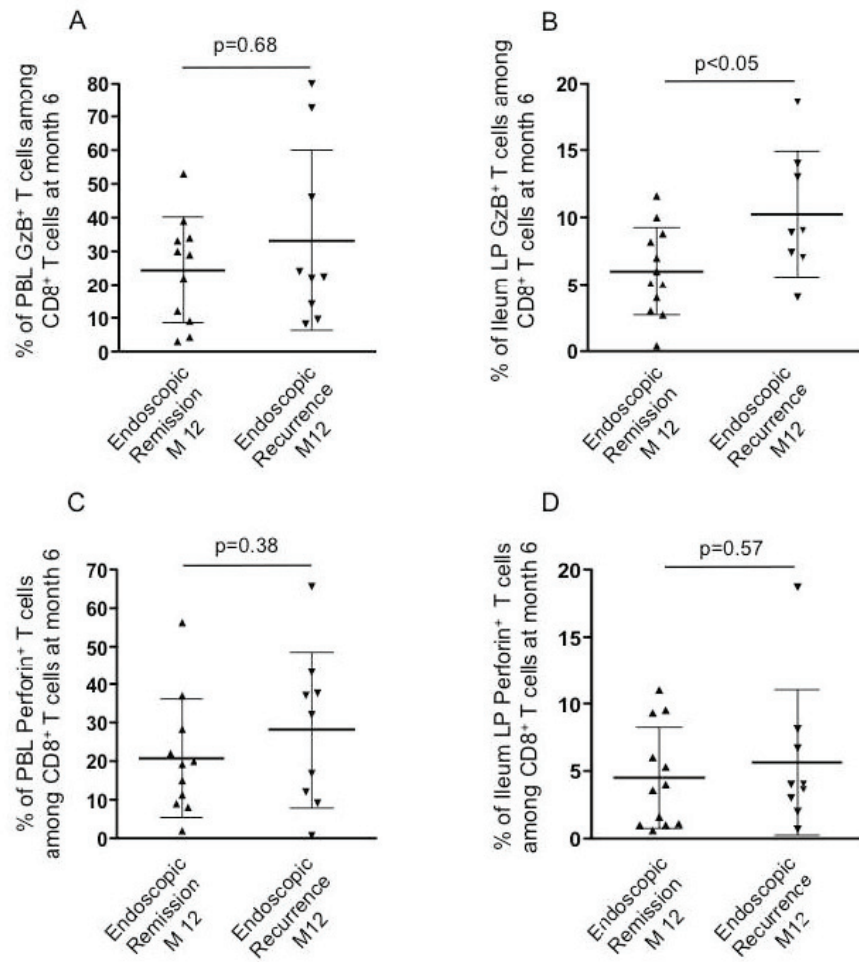 A
p=0.68
% of PBL GzB⁺ T cells among
CD8⁺ T cells at month 6
80
70
60
50
40
30
20
10
0
Endoscopic
Remission
M 12
Endoscopic
Recurrence
M12
B
p<0.05
% of Ileum LP GzB⁺ T cells among
CD8⁺ T cells at month 6
20
15
10
5
0
Endoscopic
Remission
M 12
Endoscopic
Recurrence
M12
C
p=0.38
% of PBL Perforin⁺ T cells
among CD8⁺ T cells at month 6
70
60
50
40
30
20
10
0
Endoscopic
Remission
M 12
Endoscopic
Recurrence
M12
D
p=0.57
% of Ileum LP Perforin⁺ T cells
among CD8⁺ T cells at month 6
20
15
10
5
0
Endoscopic
Remission
M 12
Endoscopic
Recurrence
M12